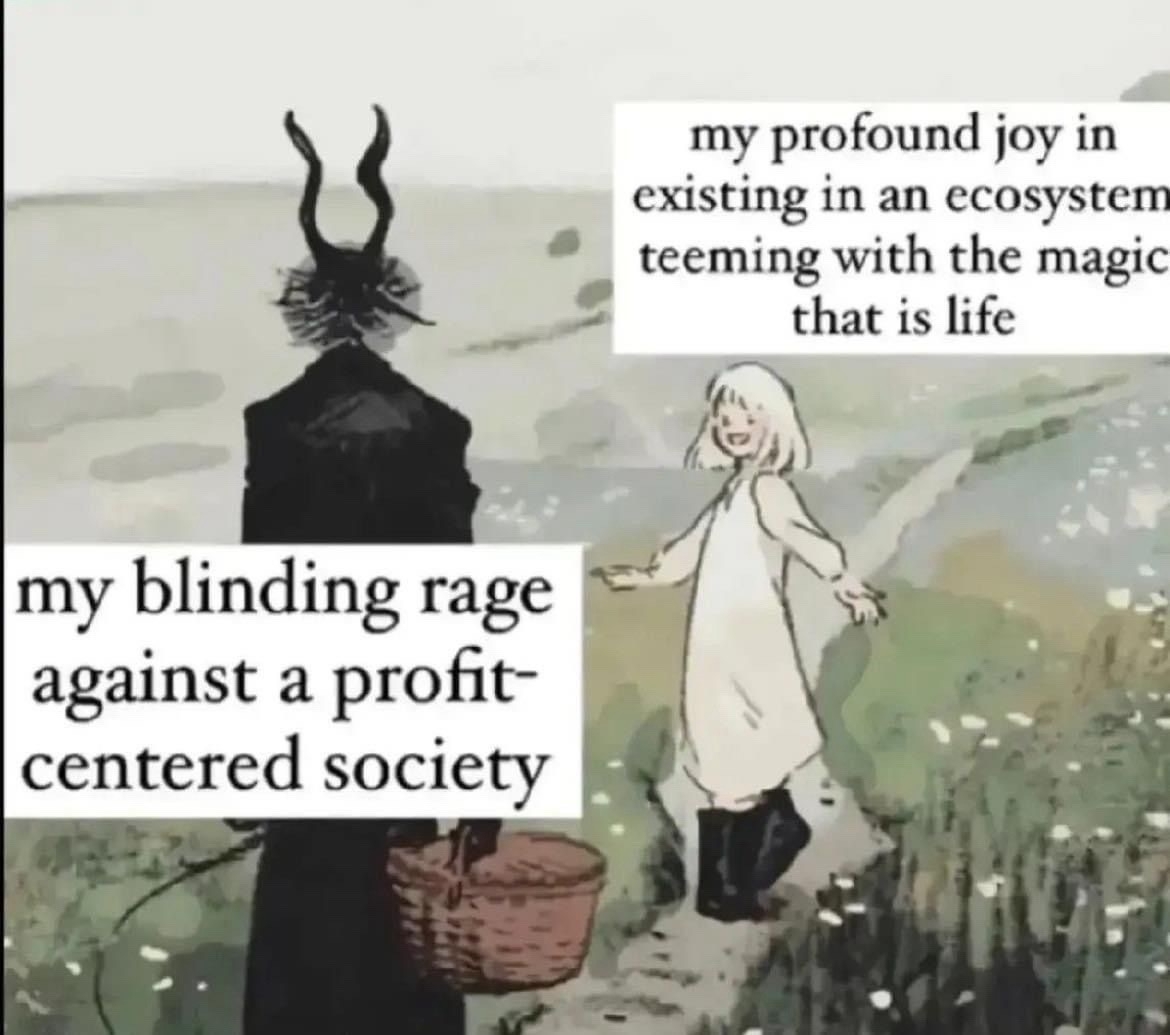 my profound joy in
existing in an ecosystem
teeming with the magic
that is life
my blinding rage
against a profit-
centered society